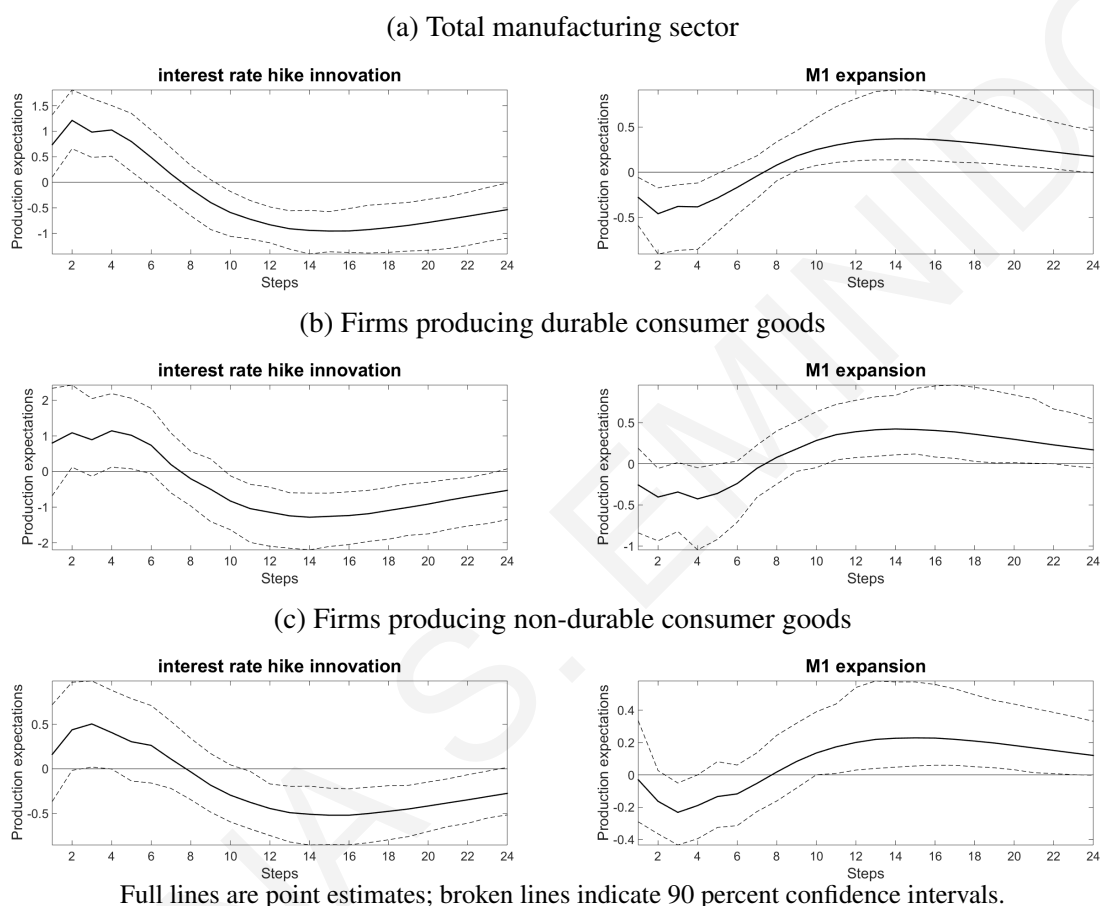 (a) Total manufacturing sector
interest rate hike innovation
Production expectations
1.5
1
0.5
0
-0.5
-1
2 4 6 8 10 12 14 16 18 20 22 24
Steps
M1 expansion
Production expectations
0.5
0
-0.5
2 4 6 8 10 12 14 16 18 20 22 24
Steps
(b) Firms producing durable consumer goods
interest rate hike innovation
Production expectations
2
1
0
-1
-2
2 4 6 8 10 12 14 16 18 20 22 24
Steps
M1 expansion
Production expectations
0.5
0
-0.5
-1
2 4 6 8 10 12 14 16 18 20 22 24
Steps
(c) Firms producing non-durable consumer goods
interest rate hike innovation
Production expectations
0.5
0
-0.5
2 4 6 8 10 12 14 16 18 20 22 24
Steps
M1 expansion
Production expectations
0.4
0.2
0
-0.2
-0.4
2 4 6 8 10 12 14 16 18 20 22 24
Steps
Full lines are point estimates; broken lines indicate 90 percent confidence intervals.